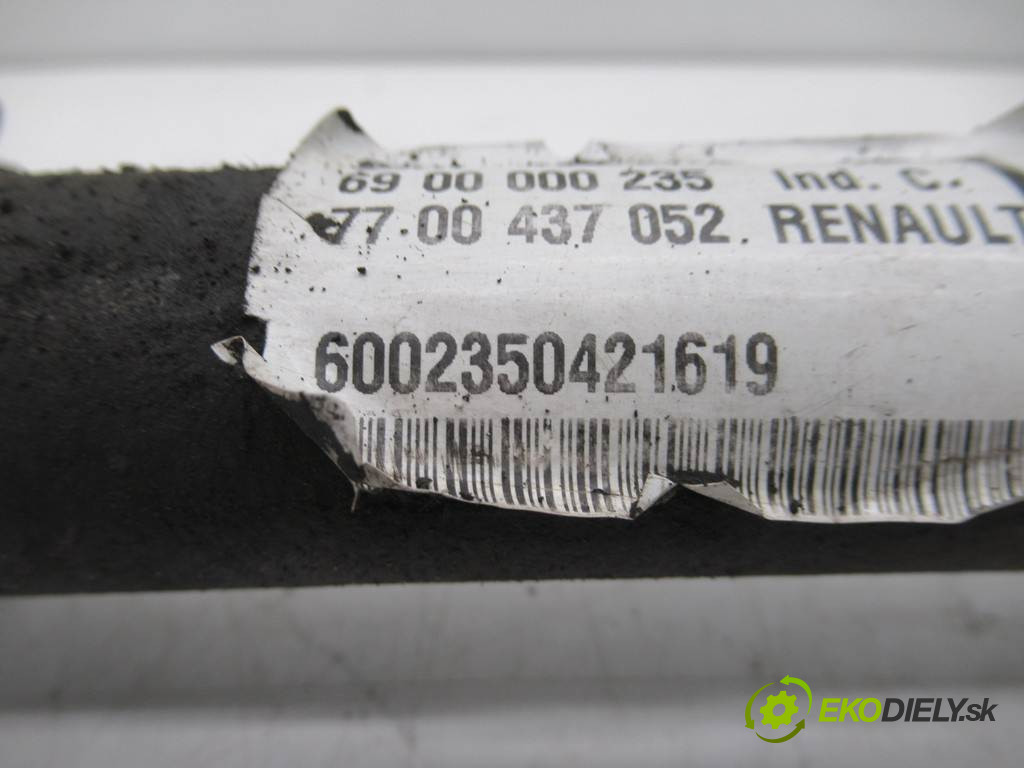 69 00 000 235 Ind. C.
77 00 437 052 RENAULT
6002350421619
EKODIELY.sk